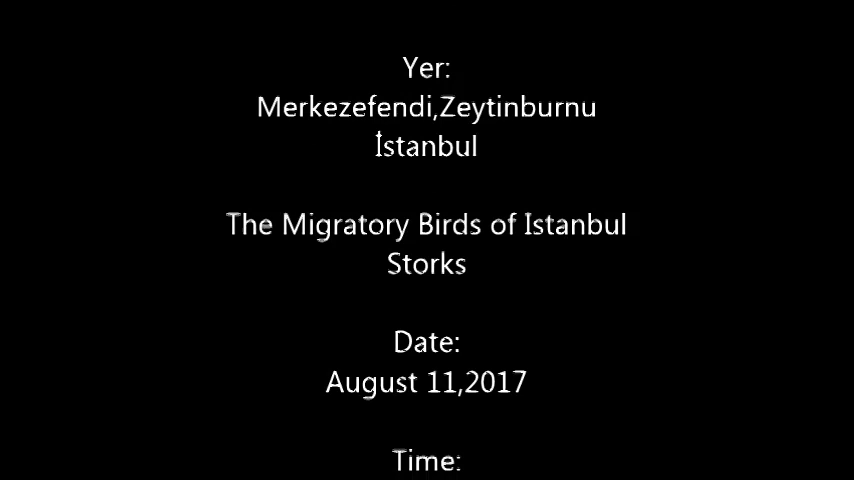 Yer:
Merkezefendi,Zeytinburnu
İstanbul
The Migratory Birds of Istanbul
Storks
Date:
August 11,2017
Time: